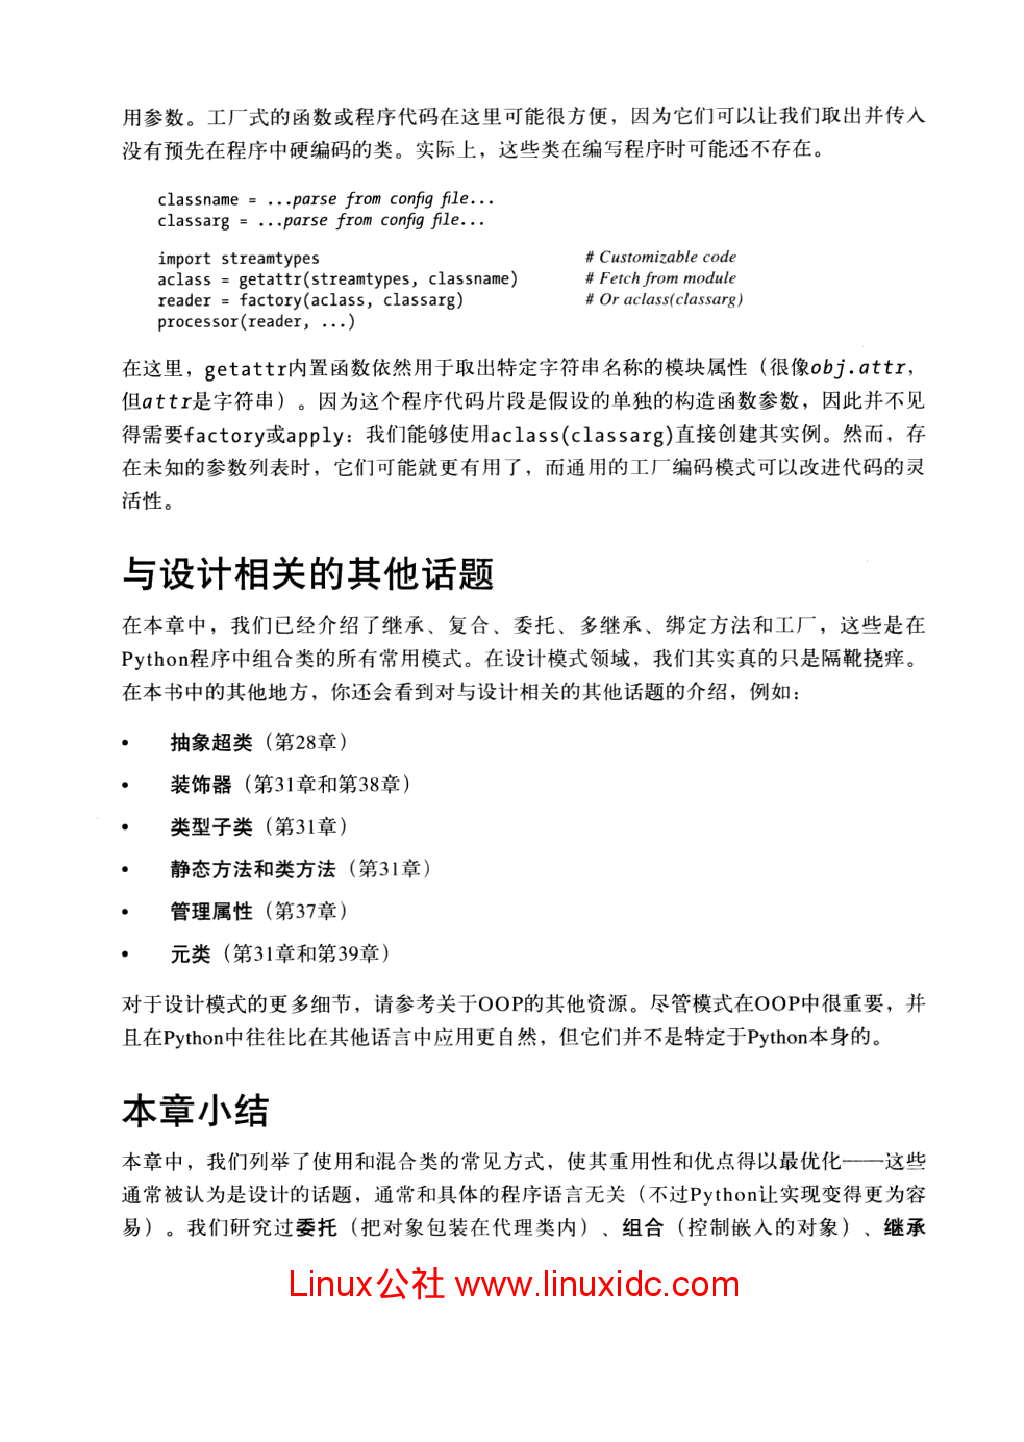 用参数。工厂式的函数或程序代码在这里可能很方便，因为它们可以让我们取出并传入
没有预先在程序中硬编码的类。实际上，这些类在编写程序时可能还不存在。
classname = ...parse from config file...
classarg = ...parse from config file...
import streamtypes # Customizable code
aclass = getattr(streamtypes, classname) # Fetch from module
reader = factory(aclass, classarg) # Or aclass(classarg)
processor(reader, ...)
在这里，getattr内置函数依然用于取出特定字符串名称的模块属性（很像obj.attr，
但attr是字符串）。因为这个程序代码片段是假设的单独的构造函数参数，因此并不见
得需要factory或apply：我们能够使用aclass(classarg)直接创建其实例。然而，存
在未知的参数列表时，它们可能就更有用了，而通用的工厂编码模式可以改进代码的灵
活性。
与设计相关的其他话题
在本章中，我们已经介绍了继承、复合、委托、多继承、绑定方法和工厂，这些是在
Python程序中组合类的所有常用模式。在设计模式领域，我们其实真的只是隔靴挠痒。
在本书中的其他地方，你还会看到对与设计相关的其他话题的介绍，例如：
• 抽象超类（第28章）
• 装饰器（第31章和第38章）
• 类型子类（第31章）
• 静态方法和类方法（第31章）
• 管理属性（第37章）
• 元类（第31章和第39章）
对于设计模式的更多细节，请参考关于OOP的其他资源。尽管模式在OOP中很重要，并
且在Python中往往比在其他语言中应用更自然，但它们并不是特定于Python本身的。
本章小结
本章中，我们列举了使用和混合类的常见方式，使其重用性和优点得以最优化——这些
通常被认为是设计的话题，通常和具体的程序语言无关（不过Python让实现变得更为容
易）。我们研究过委托（把对象包装在代理类内）、组合（控制嵌入的对象）、继承
Linux公社 www.linuxidc.com